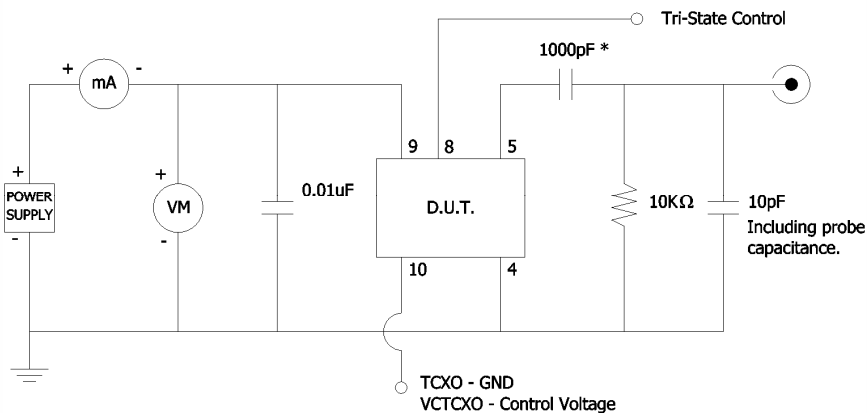 Tri-State Control
1000pF *
+ mA -
9 8 5
+
POWER
SUPPLY
-
+
VM
-
0.01uF
D.U.T.
10KΩ
10pF
Including probe
capacitance.
10 4
TCXO - GND
VCTCXO - Control Voltage